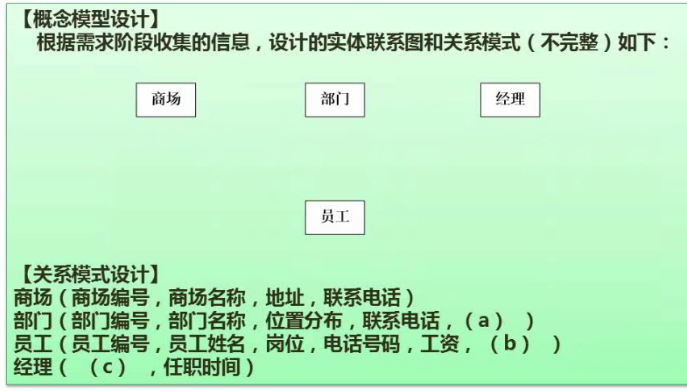 【概念模型设计】
根据需求阶段收集的信息，设计的实体联系图和关系模式（不完整）如下：
商场 部门 经理
员工
【关系模式设计】
商场（商场编号，商场名称，地址，联系电话）
部门（部门编号，部门名称，位置分布，联系电话，（a） ）
员工（员工编号，员工姓名，岗位，电话号码，工资， （b） ）
经理（ （c） ，任职时间）